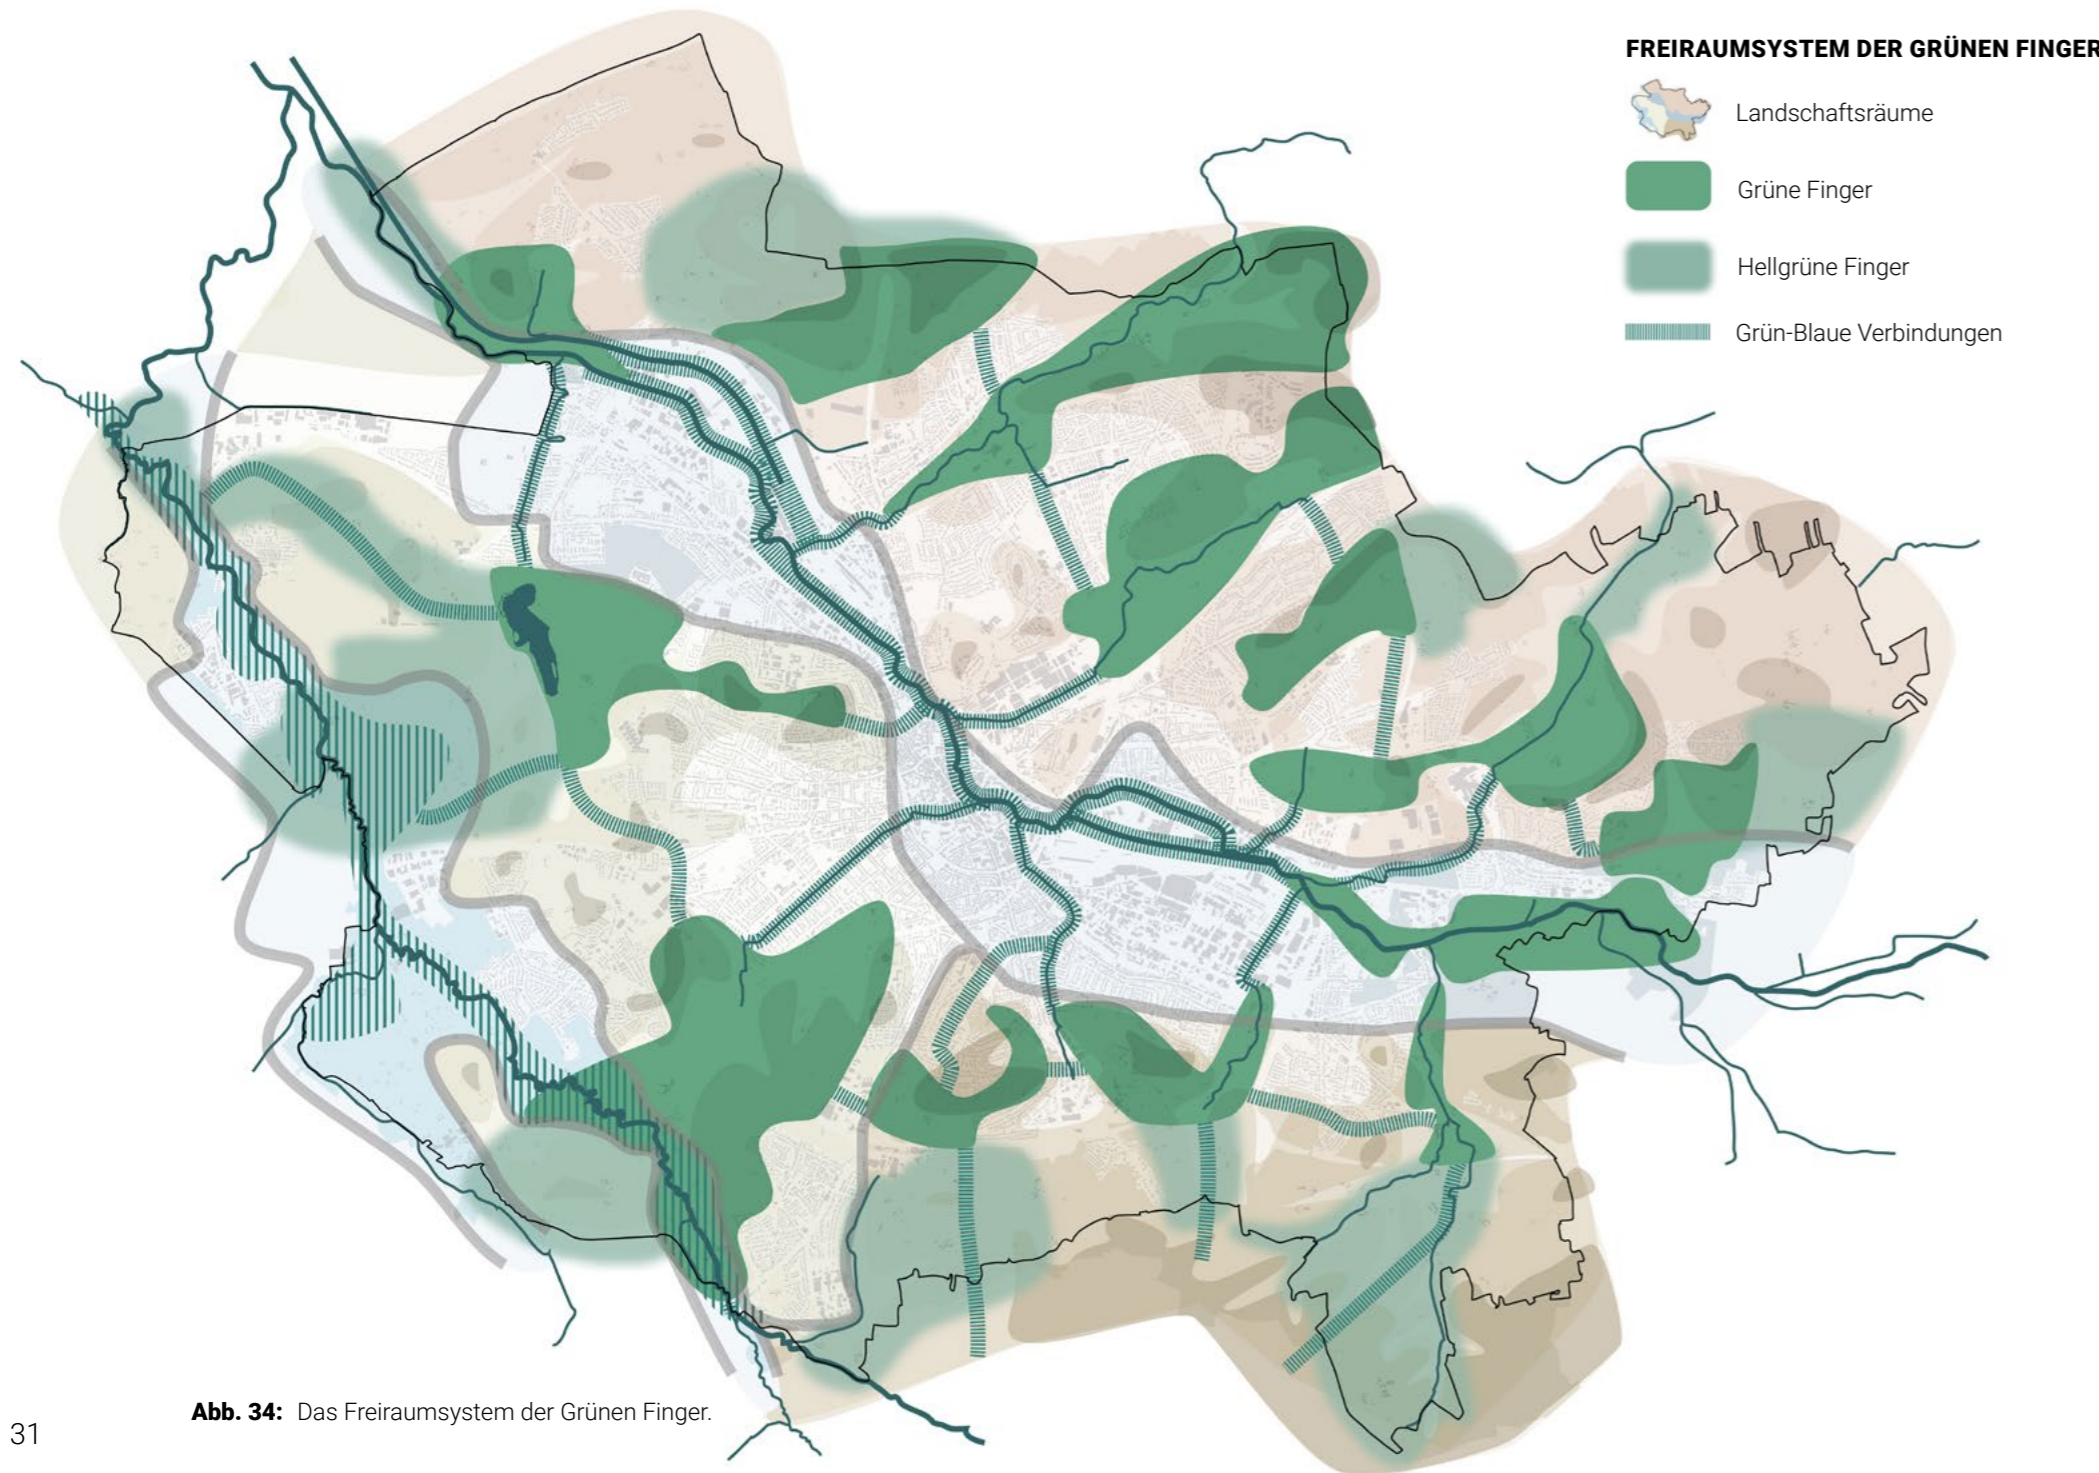 FREIRAUMSYSTEM DER GRÜNEN FINGER
Landschaftsräume
Grüne Finger
Hellgrüne Finger
Grün-Blaue Verbindungen
Abb. 34: Das Freiraumsystem der Grünen Finger.
31